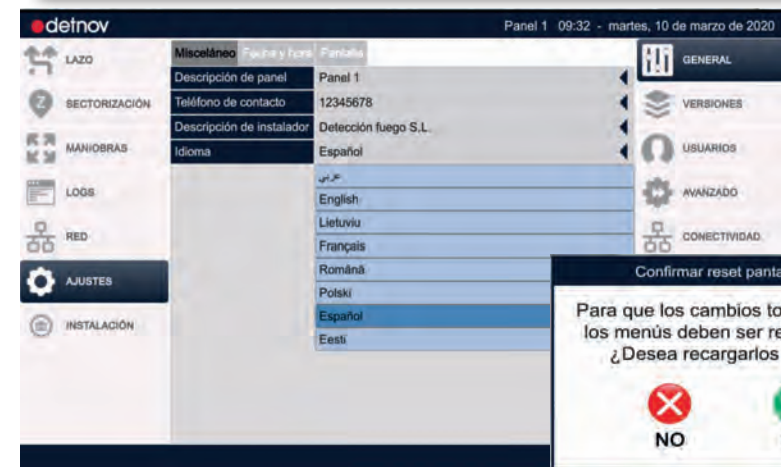 detnov
Panel 1 09:32 - martes, 10 de marzo de 2020
LAZO
SECTORIZACIÓN
MANIOBRAS
LOGS
RED
AJUSTES
INSTALACIÓN
Misceláneo Fecha y hora Pantalla
Descripción de panel Panel 1
Teléfono de contacto 12345678
Descripción de instalador Detección fuego S.L.
Idioma Español
عربي
English
Lietuviu
Français
Română
Polski
Español
Eesti
GENERAL
VERSIONES
USUARIOS
AVANZADO
CONECTIVIDAD
Confirmar reset panta
Para que los cambios to
los menús deben ser re
¿Desea recargarlos
NO